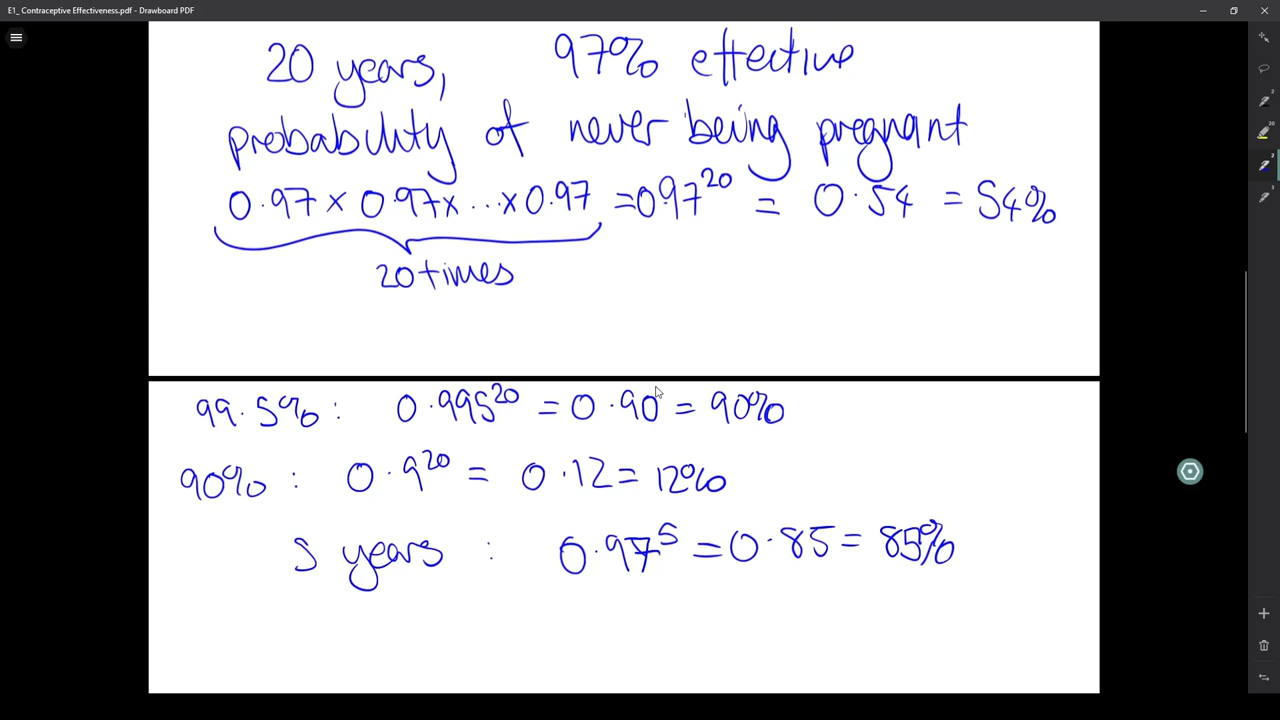 E1_ Contraceptive Effectiveness.pdf - Drawboard PDF
20 years, 97% effective
probability of never being pregnant
0.97 × 0.97 × ... × 0.97 = 0.97^20 = 0.54 = 54%
20 times
99.5% : 0.995^20 = 0.90 = 90%
90% : 0.9^20 = 0.12 = 12%
5 years : 0.97^5 = 0.85 = 85%